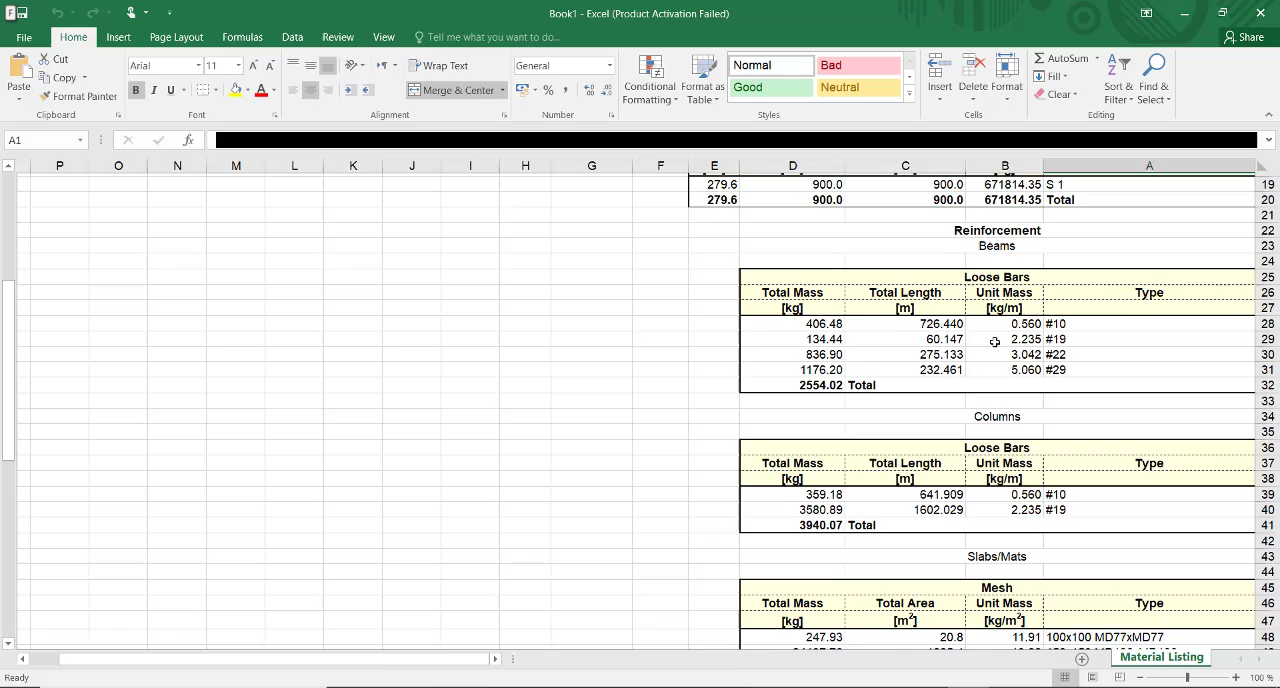 Book1 - Excel (Product Activation Failed)
File Home Insert Page Layout Formulas Data Review View Tell me what you want to do... Share
Paste Cut Copy Format Painter Clipboard
Arial 11 Font
Wrap Merge & Center Alignment
General Number
Conditional Formatting Format as Table Normal Bad Good Neutral Styles
Insert Delete Format Cells
AutoSum Fill Clear Sort & Filter Find & Select Editing
A1 fx
P O N M L K J I H G F E D C B A
279.6 900.0 900.0 671814.35 S 1 19
279.6 900.0 900.0 671814.35 Total 20
21
Reinforcement 22
Beams 23
24
Loose Bars 25
Total Mass Total Length Unit Mass Type 26
[kg] [m] [kg/m] 27
406.48 726.440 0.560 #10 28
134.44 60.147 2.235 #19 29
836.90 275.133 3.042 #22 30
1176.20 232.461 5.060 #29 31
2554.02 Total 32
33
Columns 34
35
Loose Bars 36
Total Mass Total Length Unit Mass Type 37
[kg] [m] [kg/m] 38
359.18 641.909 0.560 #10 39
3580.89 1602.029 2.235 #19 40
3940.07 Total 41
42
Slabs/Mats 43
44
Mesh 45
Total Mass Total Area Unit Mass Type 46
[kg] [m²] [kg/m²] 47
247.93 20.8 11.91 100x100 MD77xMD77 48
Material Listing
Ready 100 %